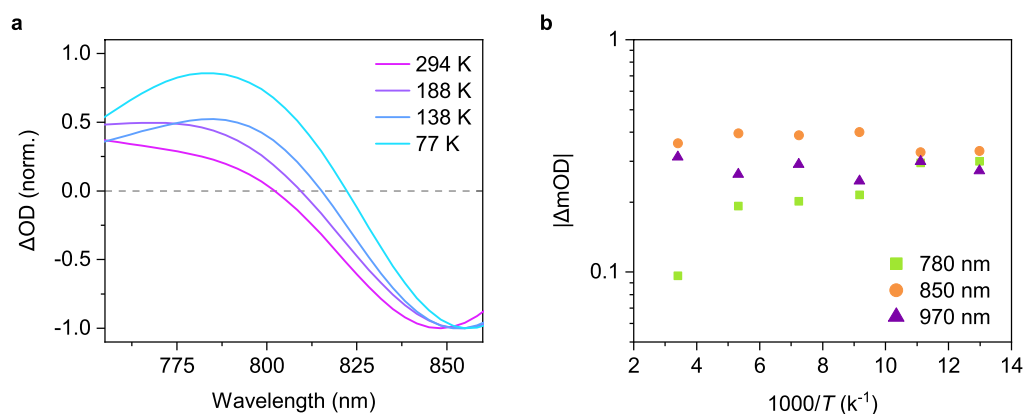 a
1.0
0.5
0.0
-0.5
-1.0
ΔOD (norm.)
775
800
825
850
Wavelength (nm)
294 K
188 K
138 K
77 K
b
1
0.1
|ΔmOD|
2
4
6
8
10
12
14
1000/T (k⁻¹)
780 nm
850 nm
970 nm